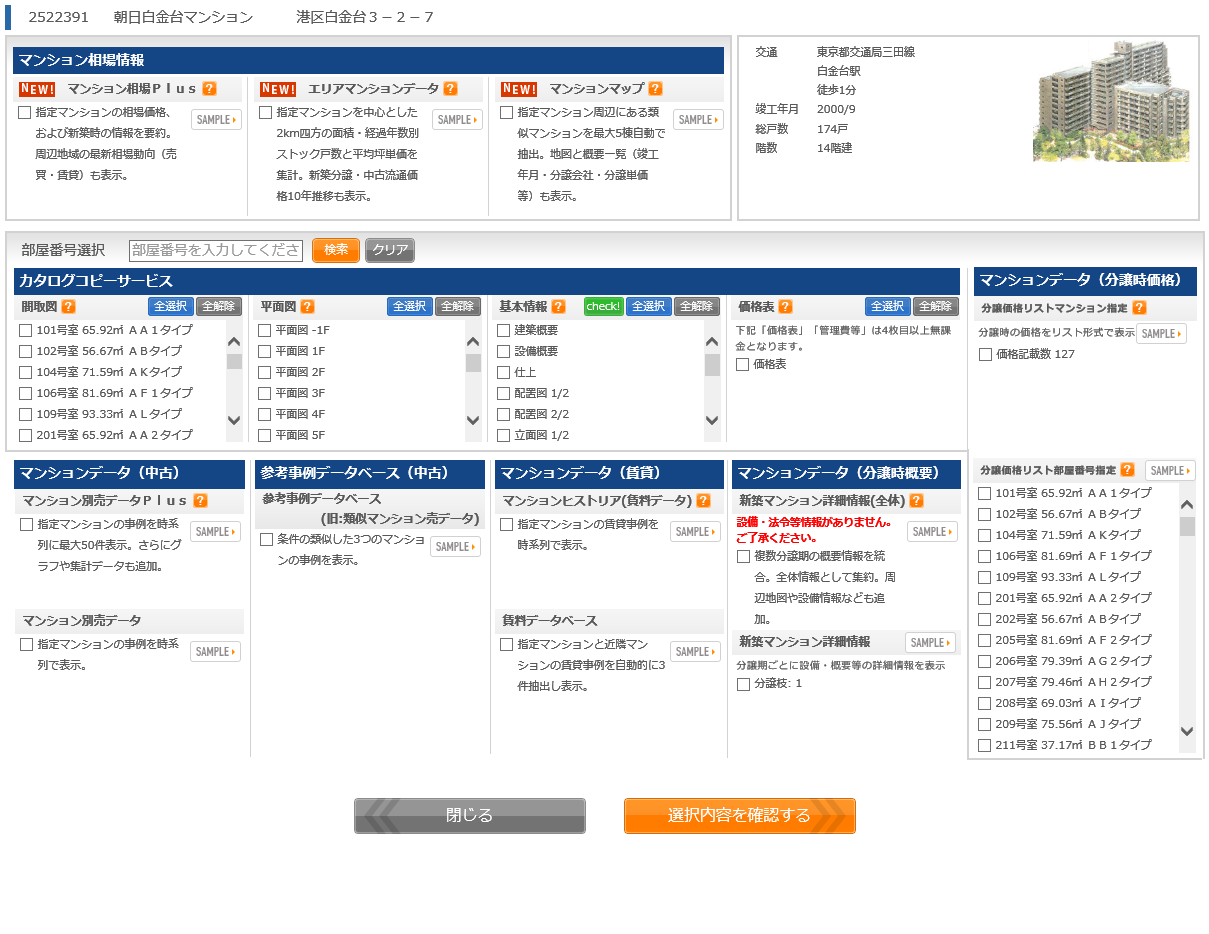 2522391 朝日白金台マンション 港区白金台３－２－７
マンション相場情報
NEW! マンション相場Ｐｌｕｓ ?
指定マンションの相場価格、
および新築時の情報を要約。
周辺地域の最新相場動向（売
買・賃貸）も表示。
SAMPLE
NEW! エリアマンションデータ ?
指定マンションを中心とした
2km四方の面積・経過年数別
ストック戸数と平均坪単価を
集計。新築分譲・中古流通価
格10年推移も表示。
SAMPLE
NEW! マンションマップ ?
指定マンション周辺にある類
似マンションを最大5棟自動で
抽出。地図と概要一覧（竣工
年月・分譲会社・分譲単価
等）も表示。
SAMPLE
交通 東京都交通局三田線
白金台駅
徒歩1分
竣工年月 2000/9
総戸数 174戸
階数 14階建
部屋番号選択 部屋番号を入力してくださ 検索 クリア
カタログコピーサービス
間取図 ? 全選択 全解除
101号室 65.92㎡ ＡＡ１タイプ
102号室 56.67㎡ ＡＢタイプ
104号室 71.59㎡ ＡＫタイプ
106号室 81.69㎡ ＡＦ１タイプ
109号室 93.33㎡ ＡＬタイプ
201号室 65.92㎡ ＡＡ２タイプ
平面図 ? 全選択 全解除
平面図 -1F
平面図 1F
平面図 2F
平面図 3F
平面図 4F
平面図 5F
基本情報 ? check! 全選択 全解除
建築概要
設備概要
仕上
配置図 1/2
配置図 2/2
立面図 1/2
価格表 ? 全選択 全解除
下記「価格表」「管理費等」は4枚目以上無課
金となります。
価格表
マンションデータ（分譲時価格）
分譲価格リストマンション指定 ?
分譲時の価格をリスト形式で表示 SAMPLE
価格記載数 127
マンションデータ（中古）
マンション別売データＰｌｕｓ ?
指定マンションの事例を時系
列に最大50件表示。さらにグ
ラフや集計データも追加。
SAMPLE
マンション別売データ
指定マンションの事例を時系
列で表示。
SAMPLE
参考事例データベース（中古）
参考事例データベース
(旧:類似マンション売データ)
条件の類似した3つのマンショ
ンの事例を表示。
SAMPLE
マンションデータ（賃貸）
マンションヒストリア(賃料データ) ?
指定マンションの賃貸事例を
時系列で表示。
SAMPLE
賃料データベース
指定マンションと近隣マン
ションの賃貸事例を自動的に3
件抽出し表示。
SAMPLE
マンションデータ（分譲時概要）
新築マンション詳細情報(全体) ?
設備・法令等情報がありません。
ご了承ください。
SAMPLE
複数分譲期の概要情報を統
合。全体情報として集約。周
辺地図や設備情報なども追
加。
新築マンション詳細情報 SAMPLE
分譲期ごとに設備・概要等の詳細情報を表示
分譲枝: 1
分譲価格リスト部屋番号指定 ? SAMPLE
101号室 65.92㎡ ＡＡ１タイプ
102号室 56.67㎡ ＡＢタイプ
104号室 71.59㎡ ＡＫタイプ
106号室 81.69㎡ ＡＦ１タイプ
109号室 93.33㎡ ＡＬタイプ
201号室 65.92㎡ ＡＡ２タイプ
202号室 56.67㎡ ＡＢタイプ
205号室 81.69㎡ ＡＦ２タイプ
206号室 79.39㎡ ＡＧ２タイプ
207号室 79.46㎡ ＡＨ２タイプ
208号室 69.03㎡ ＡＩタイプ
209号室 75.56㎡ ＡＪタイプ
211号室 37.17㎡ ＢＢ１タイプ
閉じる 選択内容を確認する